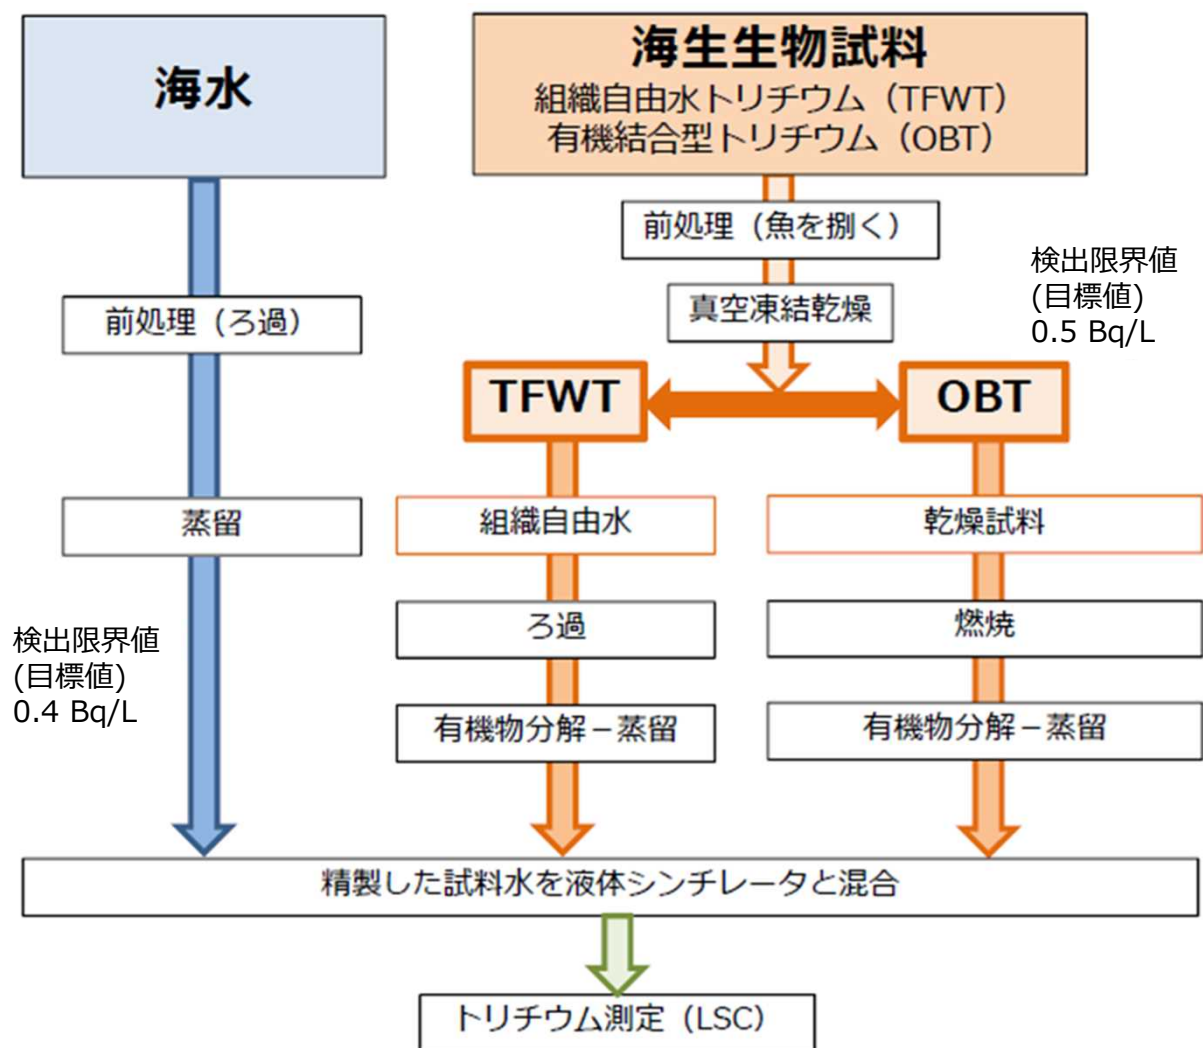 海水
前処理（ろ過）
蒸留
検出限界値
(目標値)
0.4 Bq/L
海生生物試料
組織自由水トリチウム（TFWT）
有機結合型トリチウム（OBT）
前処理（魚を捌く）
真空凍結乾燥
検出限界値
(目標値)
0.5 Bq/L
TFWT
組織自由水
ろ過
有機物分解－蒸留
OBT
乾燥試料
燃焼
有機物分解－蒸留
精製した試料水を液体シンチレータと混合
トリチウム測定（LSC）